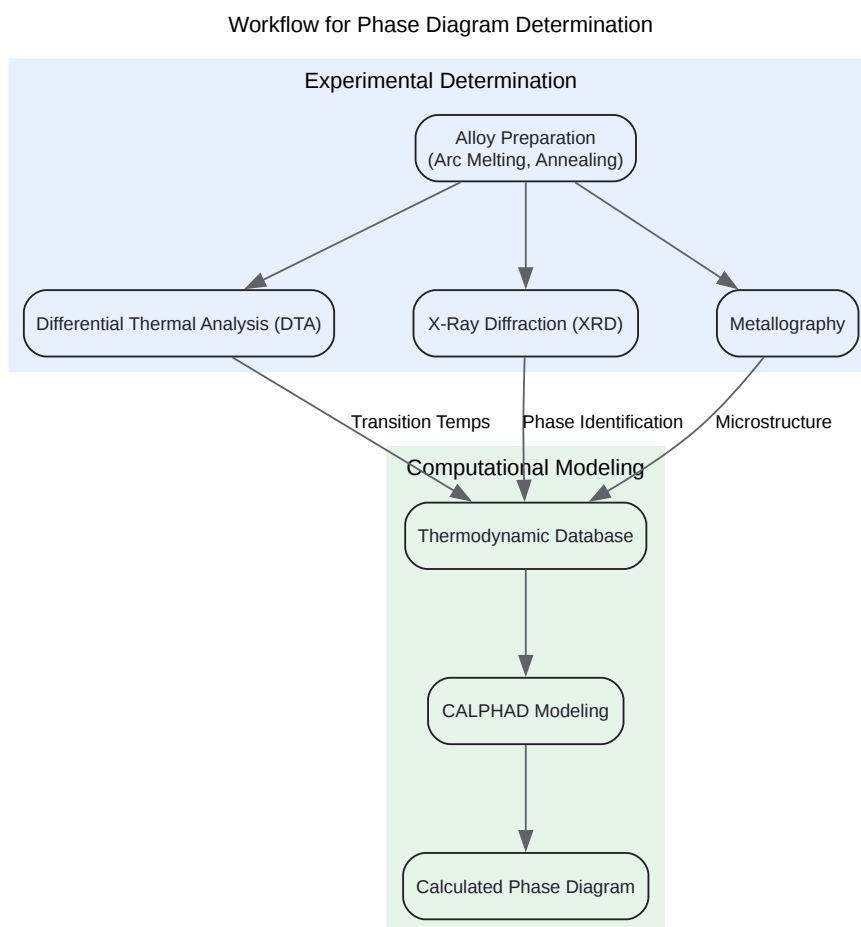 Workflow for Phase Diagram Determination
Experimental Determination
Alloy Preparation
(Arc Melting, Annealing)
Differential Thermal Analysis (DTA)
X-Ray Diffraction (XRD)
Metallography
Transition Temps
Phase Identification
Microstructure
Computational Modeling
Thermodynamic Database
CALPHAD Modeling
Calculated Phase Diagram